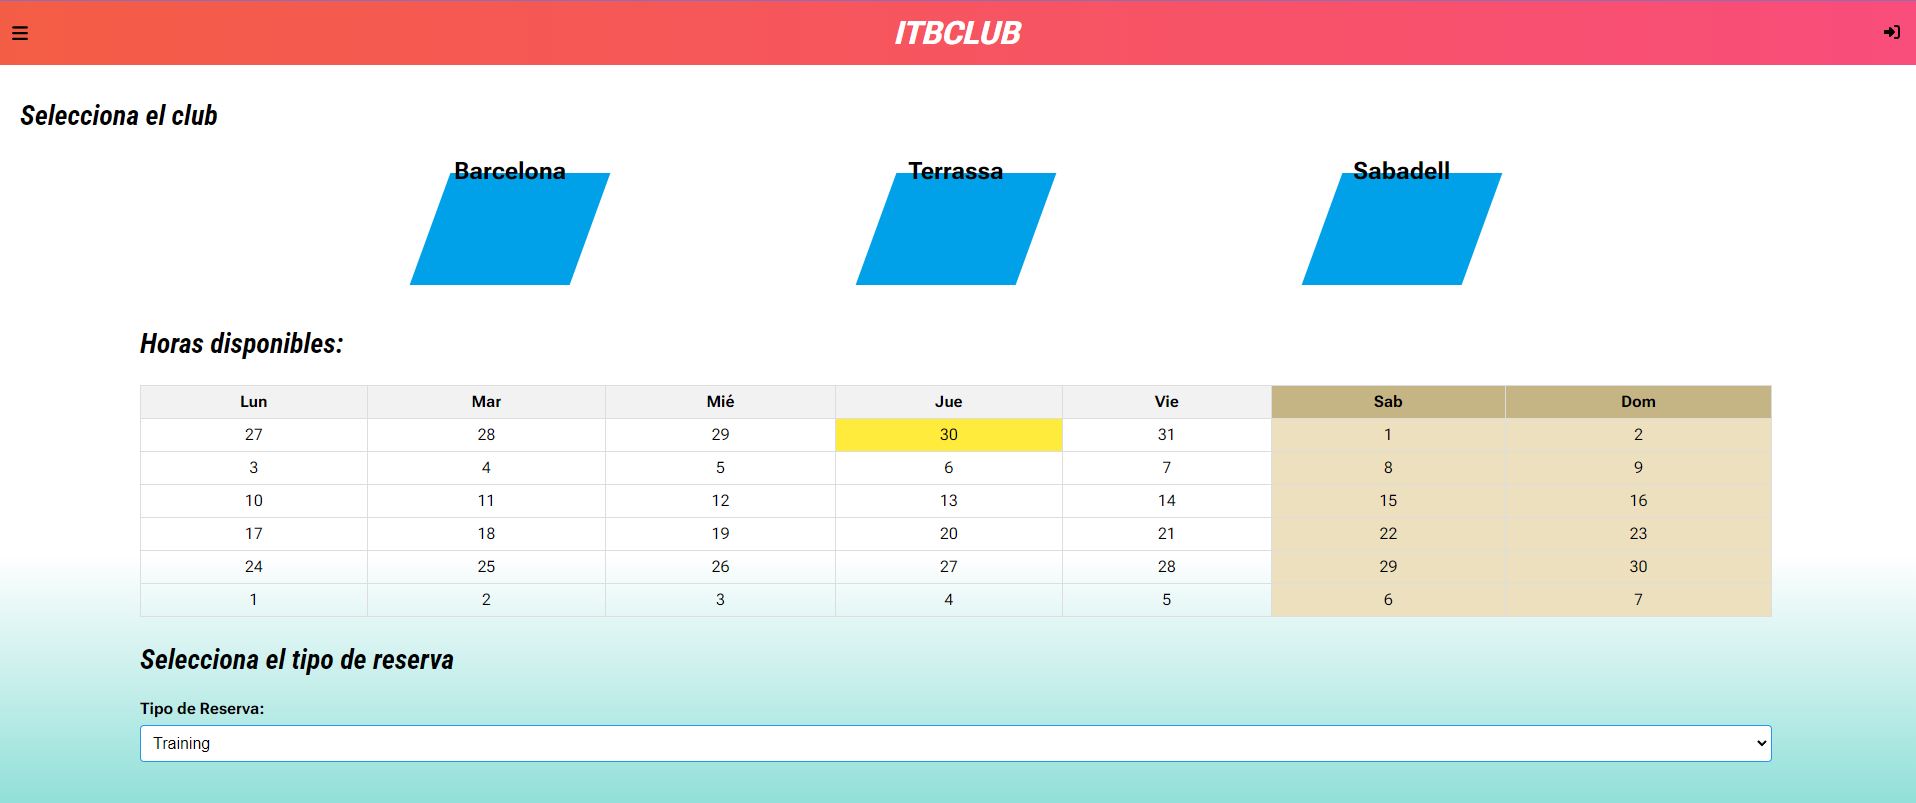 ITBCLUB
Selecciona el club
Barcelona Terrassa Sabadell
Horas disponibles:
Lun Mar Mié Jue Vie Sab Dom
27 28 29 30 31 1 2
3 4 5 6 7 8 9
10 11 12 13 14 15 16
17 18 19 20 21 22 23
24 25 26 27 28 29 30
1 2 3 4 5 6 7
Selecciona el tipo de reserva
Tipo de Reserva:
Training